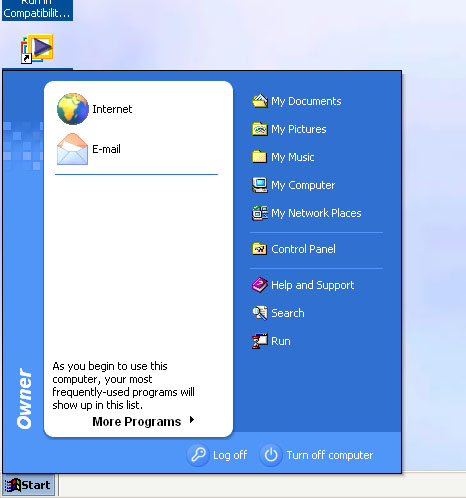 Run in
Compatibilit...
Internet
E-mail
As you begin to use this
computer, your most
frequently-used programs will
show up in this list.
More Programs
My Documents
My Pictures
My Music
My Computer
My Network Places
Control Panel
Help and Support
Search
Run
Owner
Log off
Turn off computer
Start